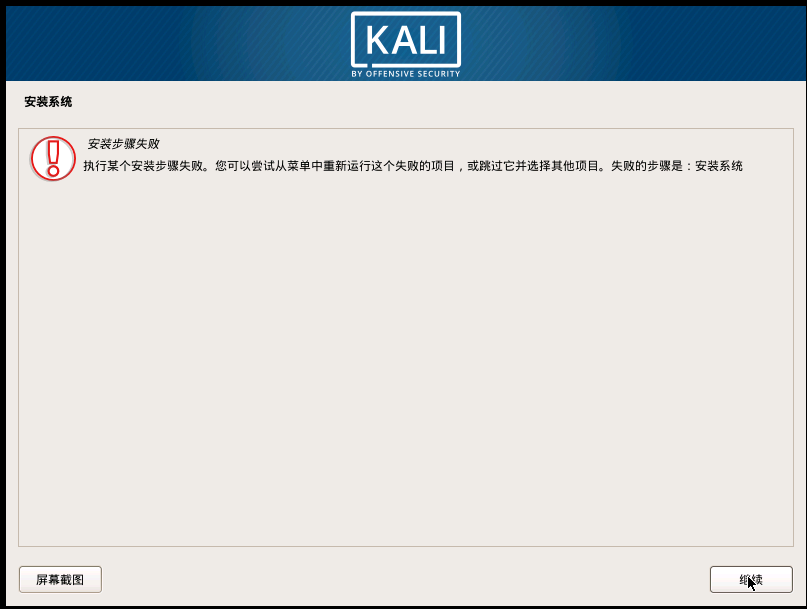 KALI
BY OFFENSIVE SECURITY
安装系统
安装步骤失败
执行某个安装步骤失败。您可以尝试从菜单中重新运行这个失败的项目，或跳过它并选择其他项目。失败的步骤是：安装系统
屏幕截图
继续